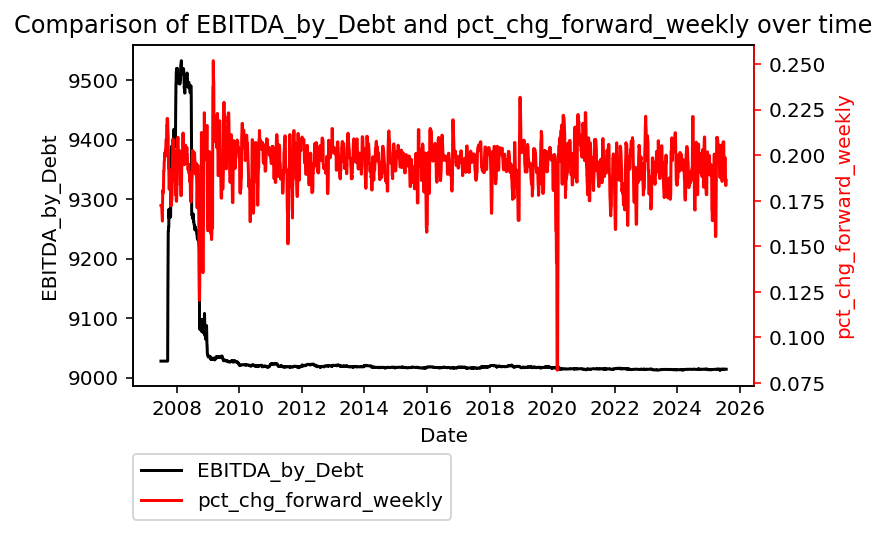 Comparison of EBITDA_by_Debt and pct_chg_forward_weekly over time
EBITDA_by_Debt
9500
9400
9300
9200
9100
9000
0.250
0.225
0.200
0.175
0.150
0.125
0.100
0.075
pct_chg_forward_weekly
2008 2010 2012 2014 2016 2018 2020 2022 2024 2026
Date
EBITDA_by_Debt
pct_chg_forward_weekly